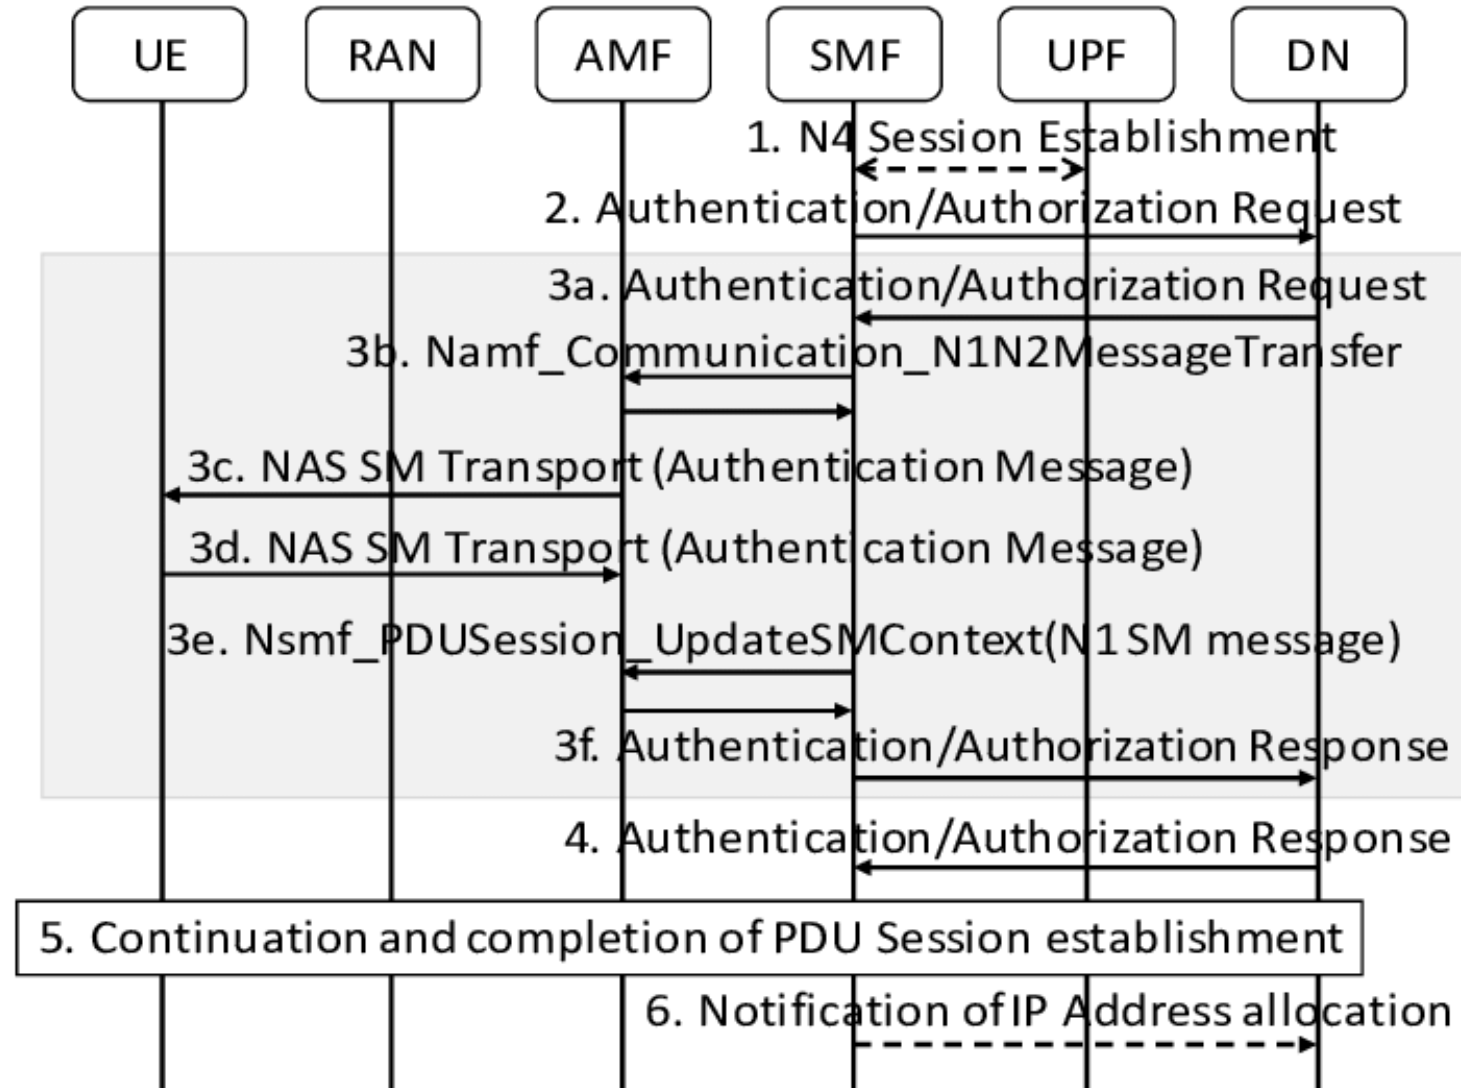 UE RAN AMF SMF UPF DN
1. N4 Session Establishment
2. Authentication/Authorization Request
3a. Authentication/Authorization Request
3b. Namf_Communication_N1N2MessageTransfer
3c. NAS SM Transport (Authentication Message)
3d. NAS SM Transport (Authentication Message)
3e. Nsmf_PDUSession_UpdateSMContext(N1 SM message)
3f. Authentication/Authorization Response
4. Authentication/Authorization Response
5. Continuation and completion of PDU Session establishment
6. Notification of IP Address allocation